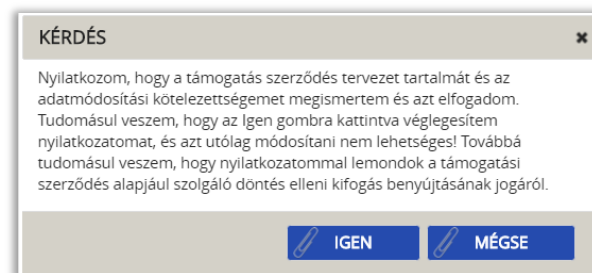 KÉRDÉS
Nyilatkozom, hogy a támogatás szerződés tervezet tartalmát és az
adatmódosítási kötelezettségemet megismertem és azt elfogadom.
Tudomásul veszem, hogy az Igen gombra kattintva véglegesítem
nyilatkozatomat, és azt utólag módosítani nem lehetséges! Továbbá
tudomásul veszem, hogy nyilatkozatommal lemondok a támogatási
szerződés alapjául szolgáló döntés elleni kifogás benyújtásának jogáról.
IGEN MÉGSE